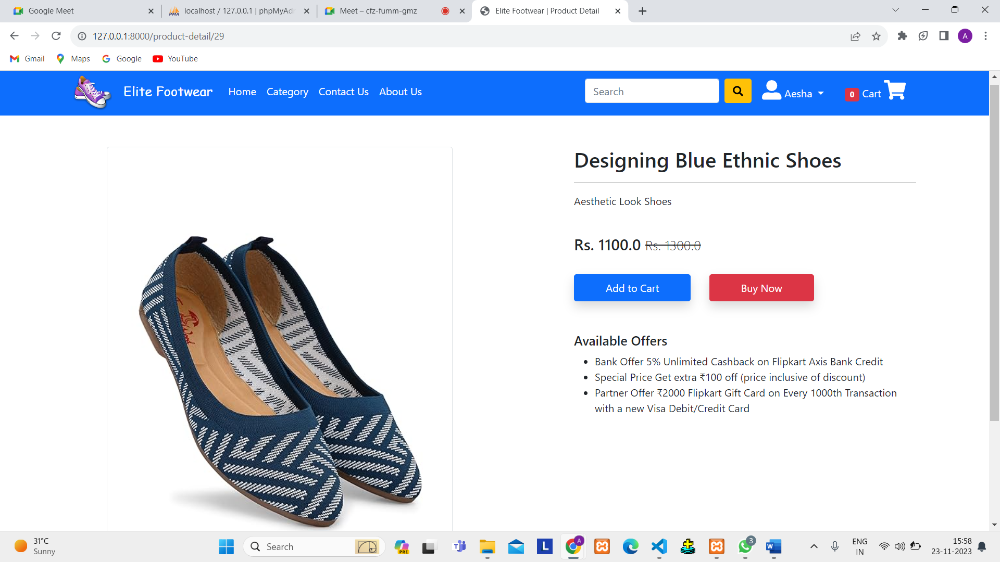 Google Meet
localhost / 127.0.0.1 | phpMyAdm
Meet – cfz-fumm-gmz
Elite Footwear | Product Detail
127.0.0.1:8000/product-detail/29
A
Gmail
Maps
Google
YouTube
Elite Footwear
Home
Category
Contact Us
About Us
Search
Aesha
0 Cart
Designing Blue Ethnic Shoes
Aesthetic Look Shoes
Rs. 1100.0 Rs. 1300.0
Add to Cart
Buy Now
Available Offers
Bank Offer 5% Unlimited Cashback on Flipkart Axis Bank Credit
Special Price Get extra ₹100 off (price inclusive of discount)
Partner Offer ₹2000 Flipkart Gift Card on Every 1000th Transaction
with a new Visa Debit/Credit Card
31°C
Sunny
Search
PRE
L
A
3
W
ENG
IN
15:58
23-11-2023